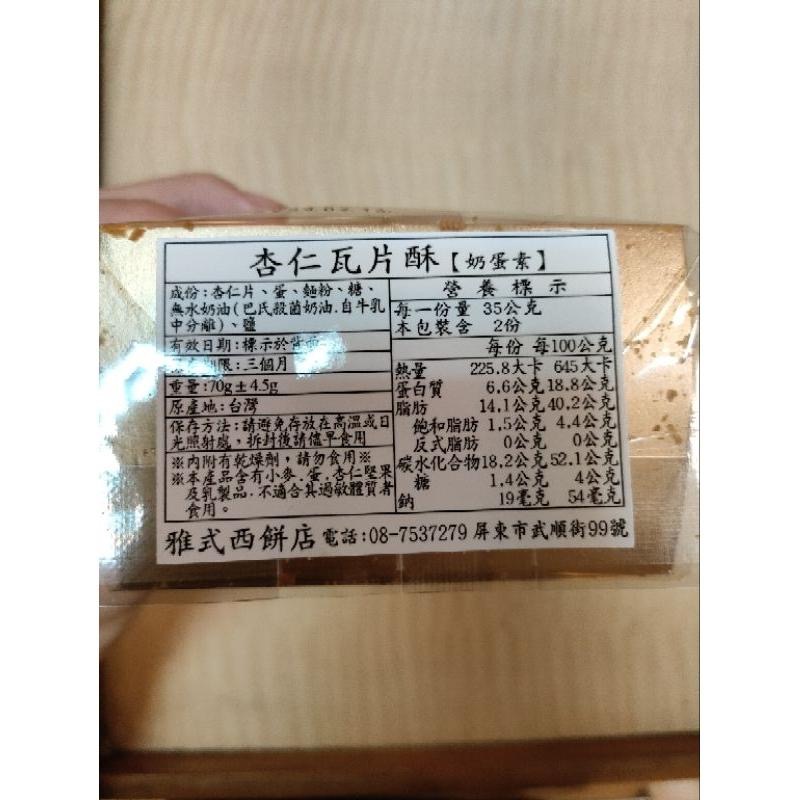 杏仁瓦片酥【奶蛋素】
成份:杏仁片、蛋、麵粉、糖、
無水奶油(巴氏殺菌奶油.自牛乳
中分離)、鹽
有效日期:標示於背面
期限:三個月
重量:70g±4.5g
原產地:台灣
保存方法:請避免存放在高溫或日
光照射處,拆封後請儘早食用
※內附有乾燥劑,請勿食用※
※本產品含有小麥.蛋.杏仁堅果
及乳製品.不適合其過敏體質者
食用。
營養標示
每一份量 35公克
本包裝含 2份
每份 每100公克
熱量 225.8大卡 645大卡
蛋白質 6.6公克 18.8公克
脂肪 14.1公克 40.2公克
飽和脂肪 1.5公克 4.4公克
反式脂肪 0公克 0公克
碳水化合物 18.2公克 52.1公克
糖 1.4公克 4公克
鈉 19毫克 54毫克
雅式西餅店 電話:08-7537279 屏東市武順街99號